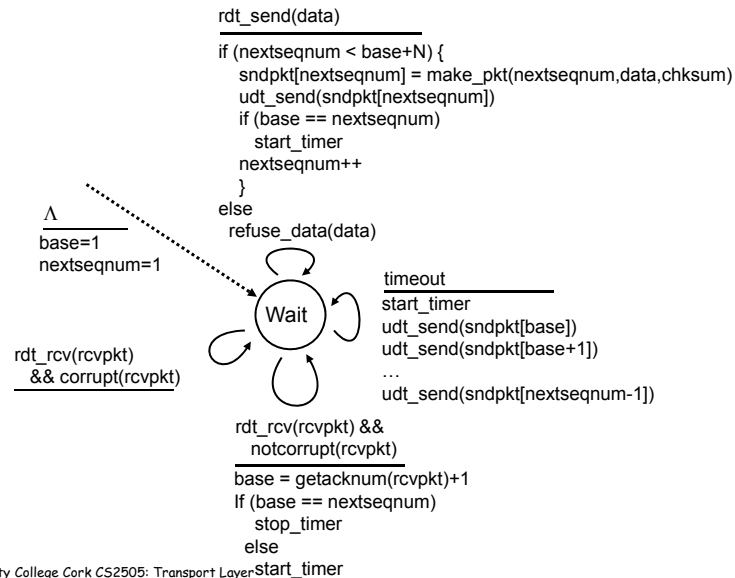 rdt_send(data)
if (nextseqnum < base+N) {
sndpkt[nextseqnum] = make_pkt(nextseqnum,data,chksum)
udt_send(sndpkt[nextseqnum])
if (base == nextseqnum)
start_timer
nextseqnum++
}
else
refuse_data(data)
Λ
base=1
nextseqnum=1
Wait
timeout
start_timer
udt_send(sndpkt[base])
udt_send(sndpkt[base+1])
…
udt_send(sndpkt[nextseqnum-1])
rdt_rcv(rcvpkt)
&& corrupt(rcvpkt)
rdt_rcv(rcvpkt) &&
notcorrupt(rcvpkt)
base = getacknum(rcvpkt)+1
If (base == nextseqnum)
stop_timer
else
start_timer
ty College Cork CS2505: Transport Layer